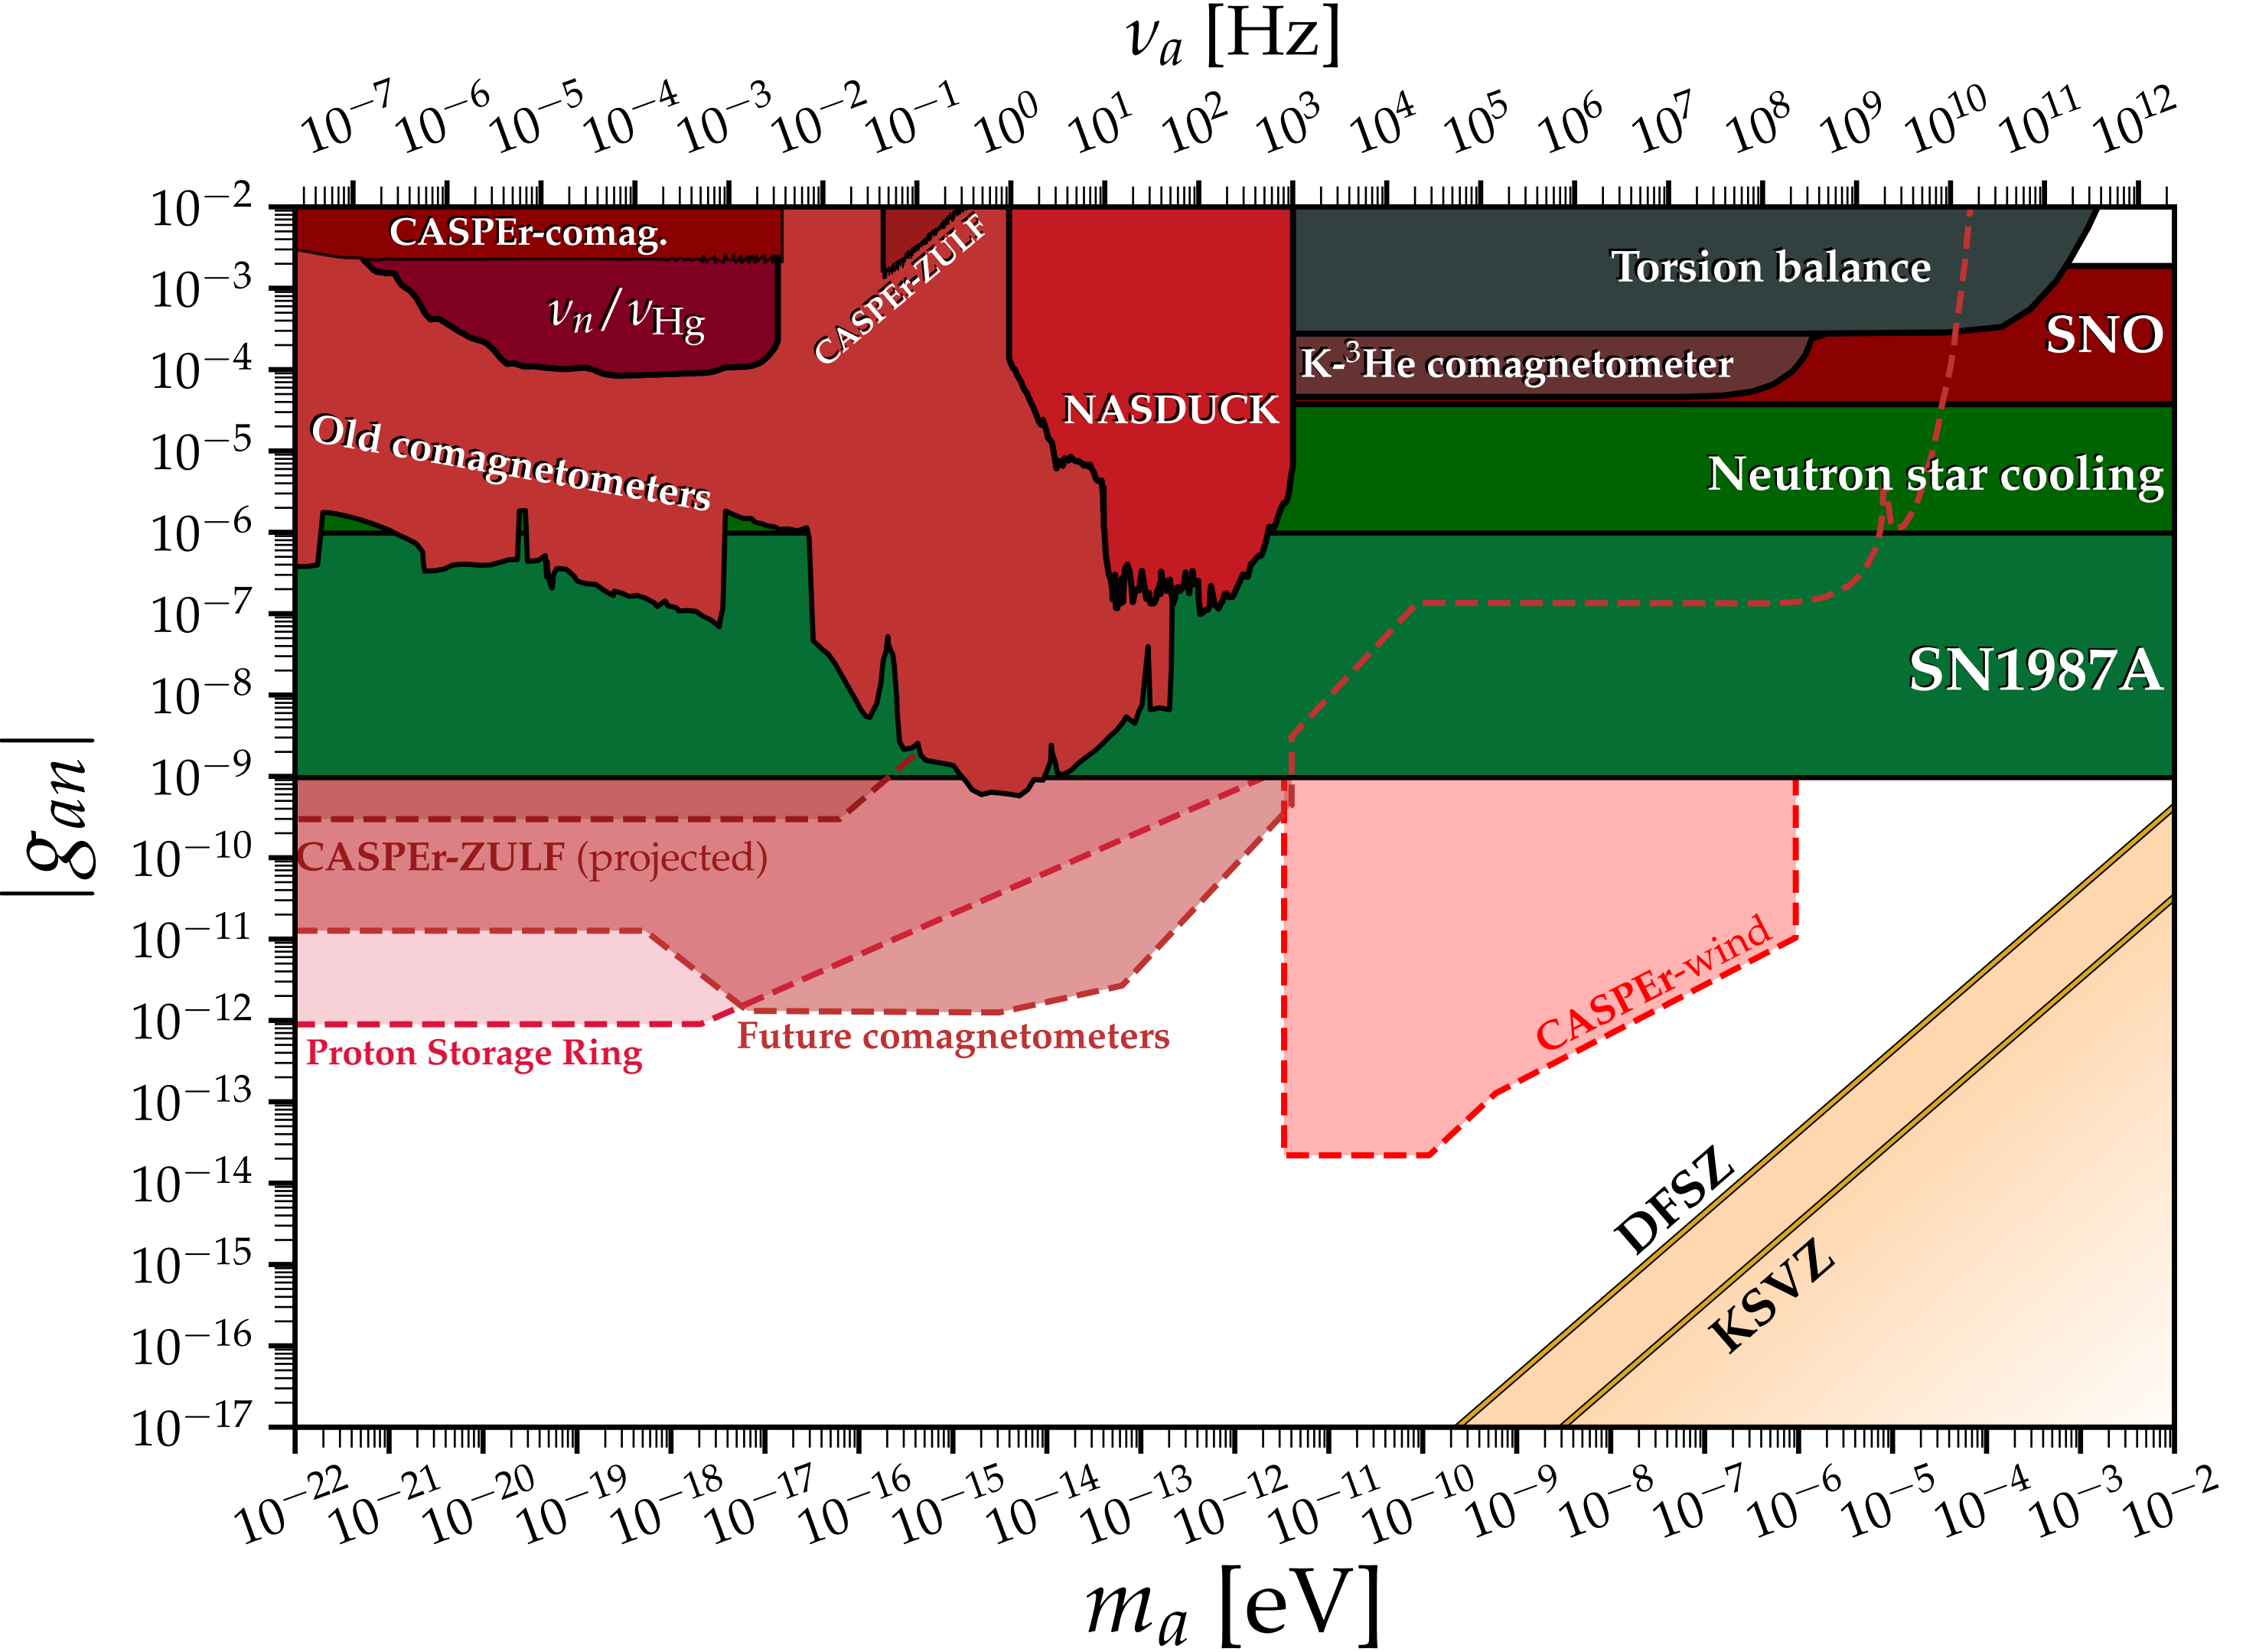 ν_a [Hz]
10^−7 10^−6 10^−5 10^−4 10^−3 10^−2 10^−1 10^0 10^1 10^2 10^3 10^4 10^5 10^6 10^7 10^8 10^9 10^10 10^11 10^12
10^−2
10^−3
10^−4
10^−5
10^−6
10^−7
10^−8
10^−9
10^−10
10^−11
10^−12
10^−13
10^−14
10^−15
10^−16
10^−17
|g_an|
CASPEr-comag.
ν_n/ν_Hg
CASPEr-ZULF
Torsion balance
SNO
K-³He comagnetometer
NASDUCK
Old comagnetometers
Neutron star cooling
SN1987A
CASPEr-ZULF (projected)
CASPEr-wind
Future comagnetometers
Proton Storage Ring
DFSZ
KSVZ
10^−22 10^−21 10^−20 10^−19 10^−18 10^−17 10^−16 10^−15 10^−14 10^−13 10^−12 10^−11 10^−10 10^−9 10^−8 10^−7 10^−6 10^−5 10^−4 10^−3 10^−2
m_a [eV]